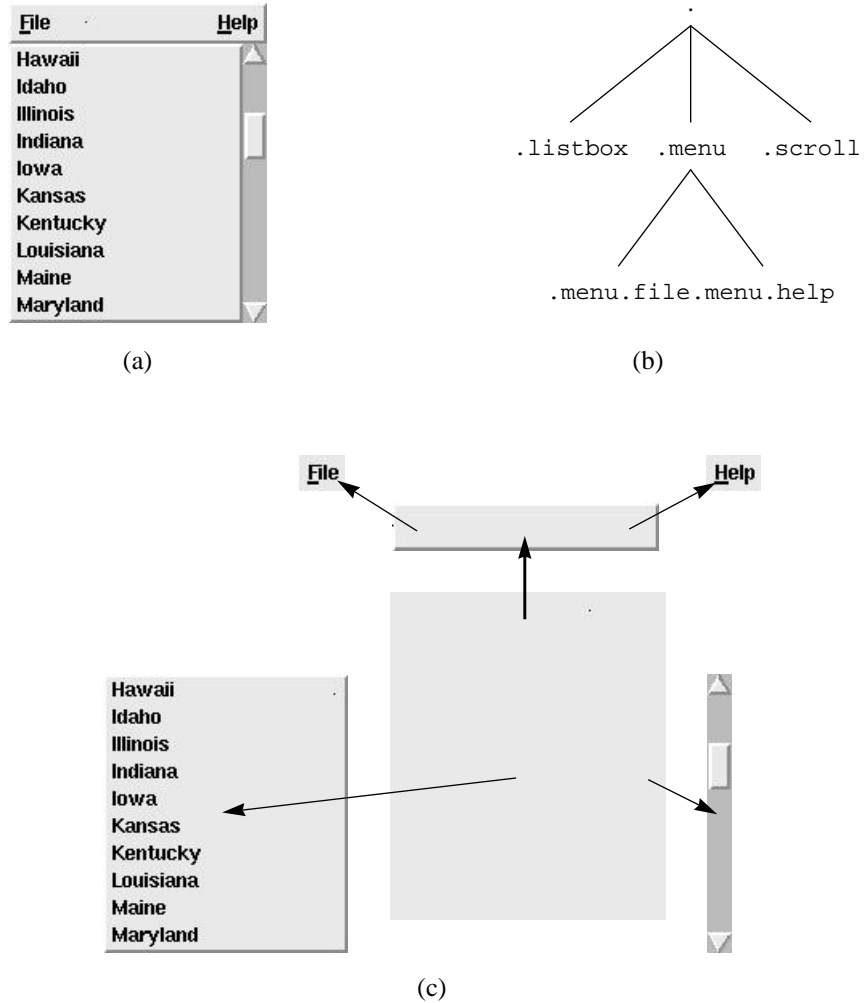 File Help
Hawaii
Idaho
Illinois
Indiana
Iowa
Kansas
Kentucky
Louisiana
Maine
Maryland
(a)
.
.listbox .menu .scroll
.menu.file.menu.help
(b)
File Help
Hawaii
Idaho
Illinois
Indiana
Iowa
Kansas
Kentucky
Louisiana
Maine
Maryland
(c)